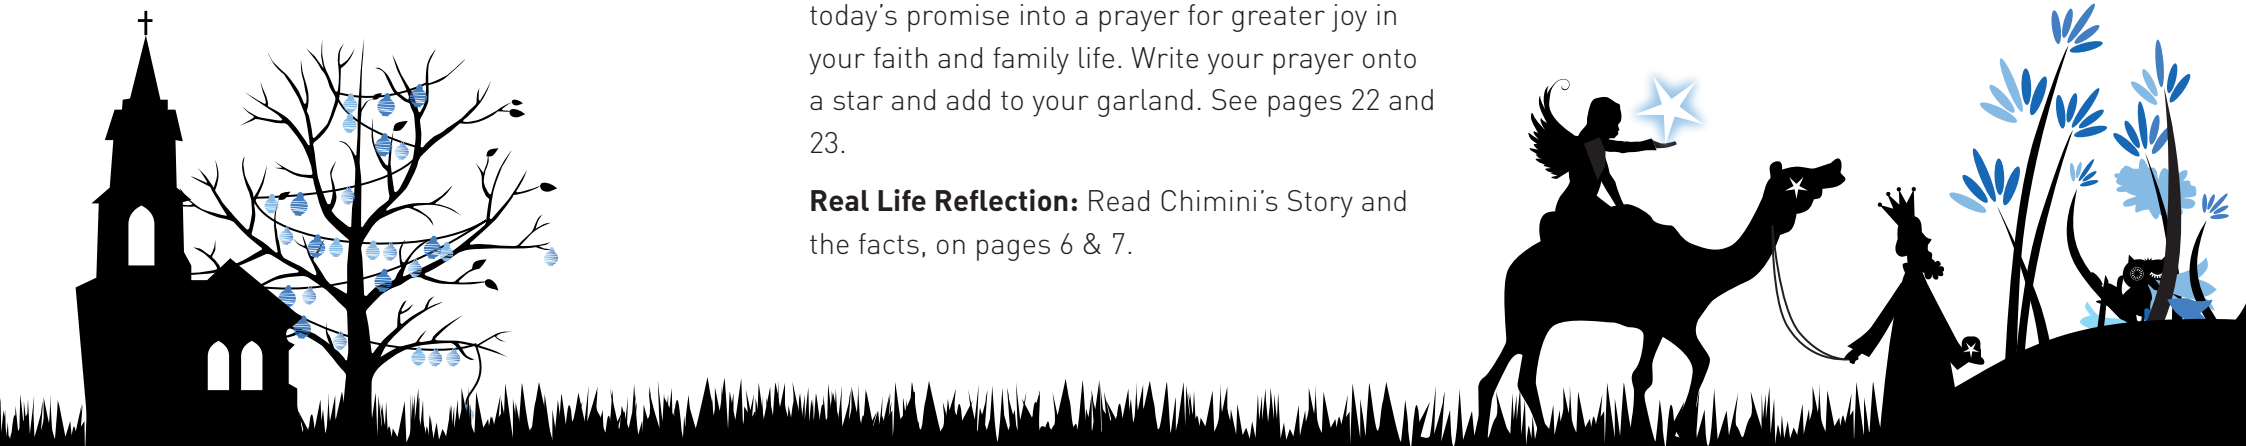 today’s promise into a prayer for greater joy in
your faith and family life. Write your prayer onto
a star and add to your garland. See pages 22 and
23.
Real Life Reflection: Read Chimini’s Story and
the facts, on pages 6 & 7.